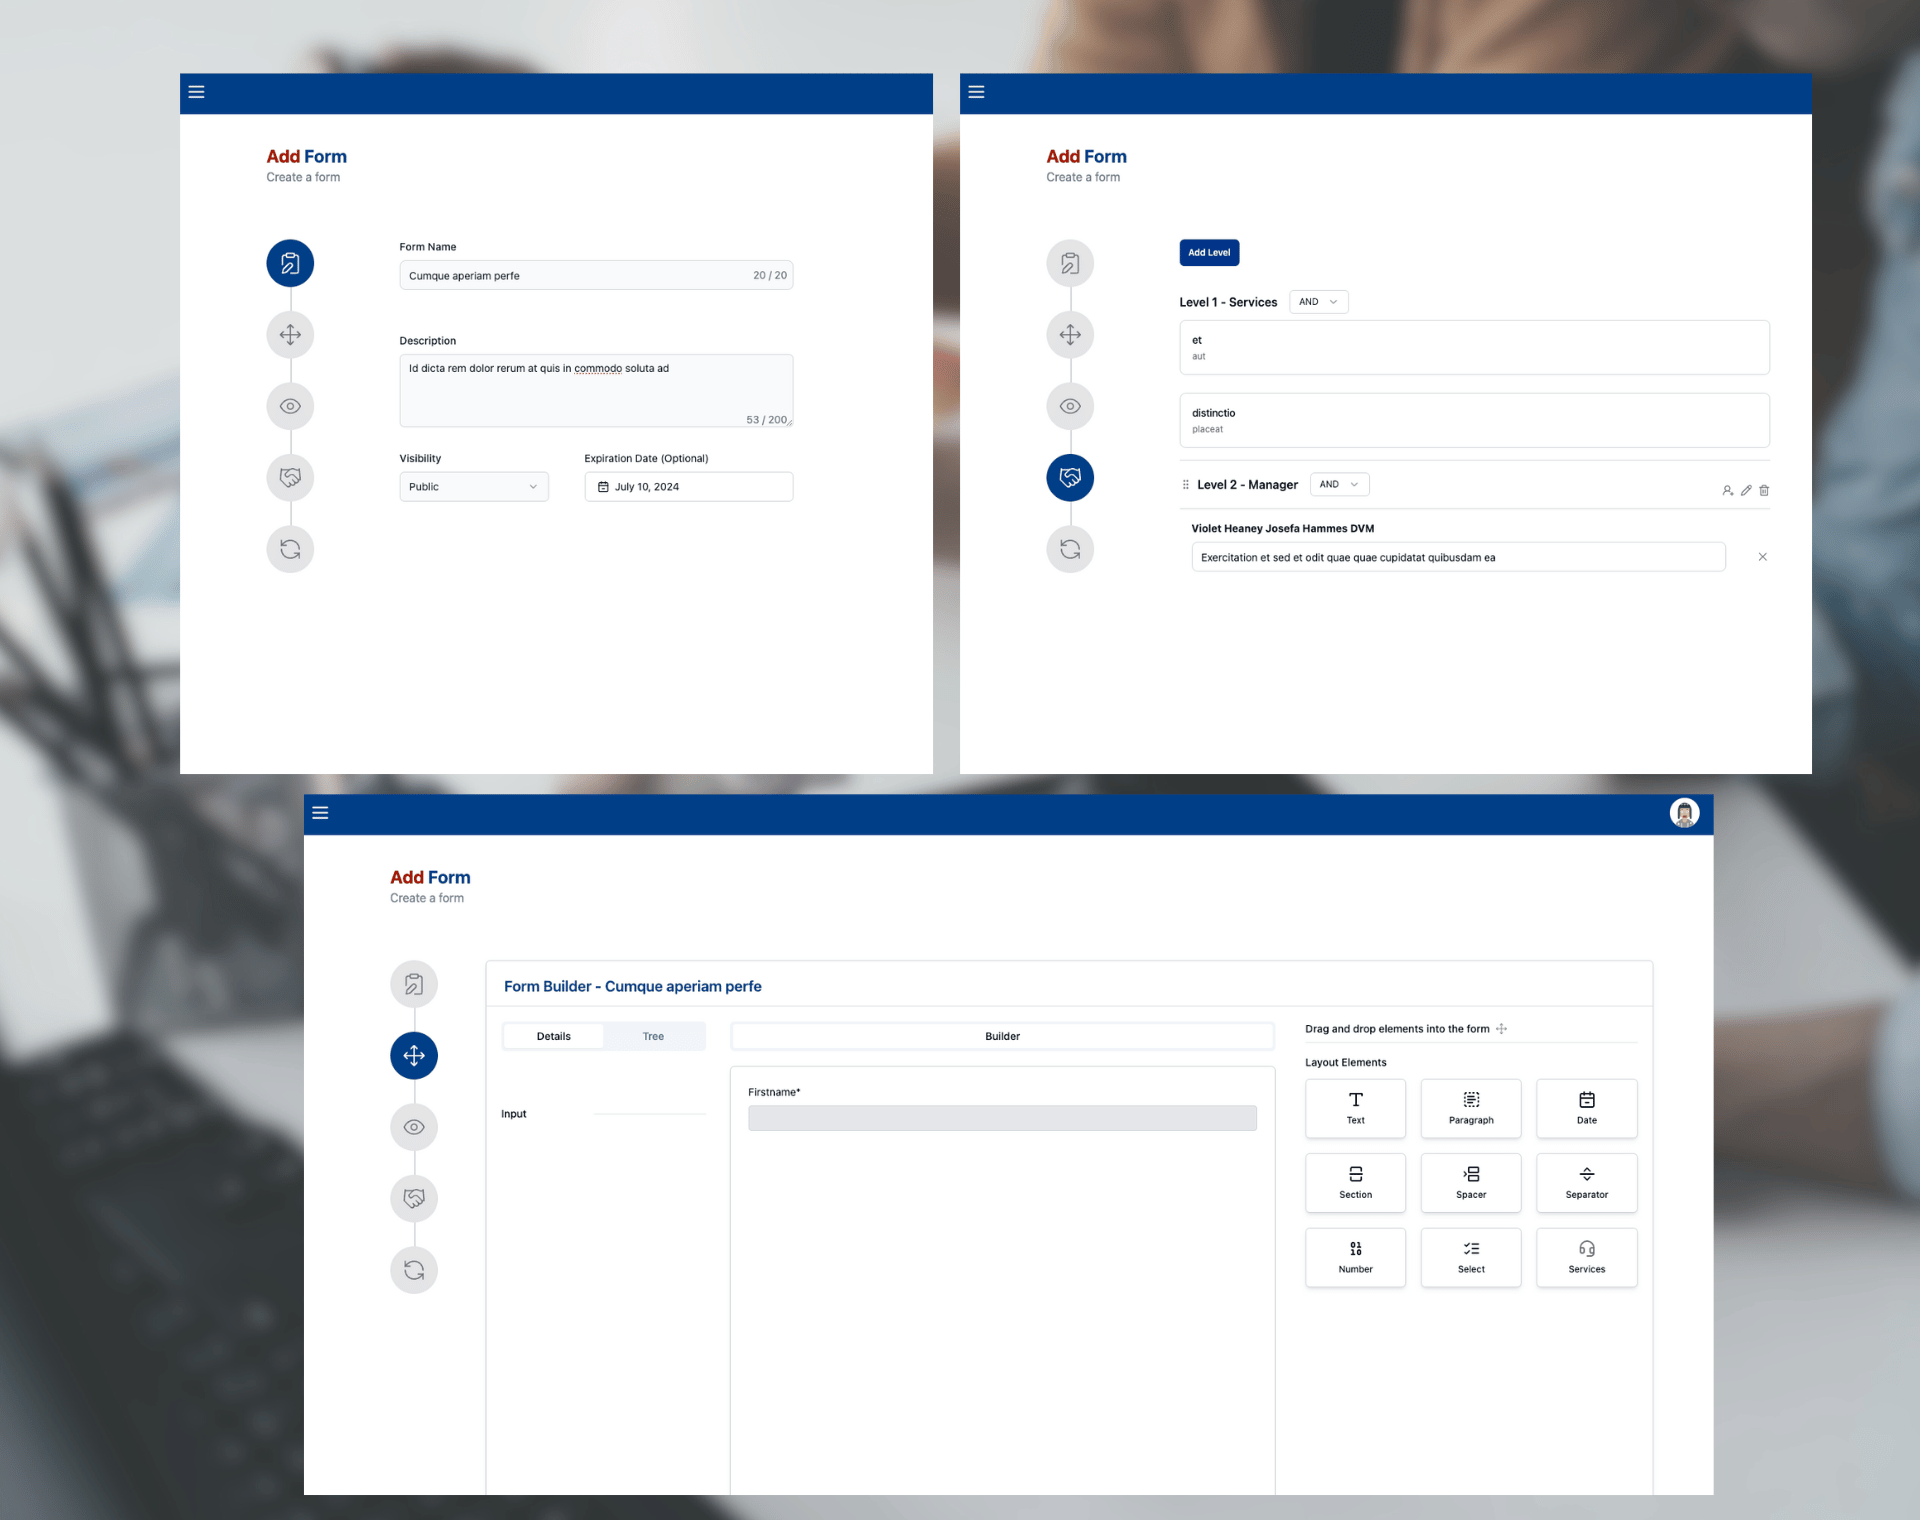 Add Form
Create a form
Form Name
Cumque aperiam perfe
20 / 20
Description
Id dicta rem dolor rerum at quis in commodo soluta ad
53 / 200
Visibility
Expiration Date (Optional)
Public
July 10, 2024
Add Form
Create a form
Add Level
Level 1 - Services
AND
et
aut
distinctio
placeat
Level 2 - Manager
AND
Violet Heaney Josefa Hammes DVM
Exercitation et sed et odit quae quae cupidatat quibusdam ea
Add Form
Create a form
Form Builder - Cumque aperiam perfe
Details
Tree
Input
Builder
Firstname*
Drag and drop elements into the form
Layout Elements
Text
Paragraph
Date
Section
Spacer
Separator
Number
Select
Services